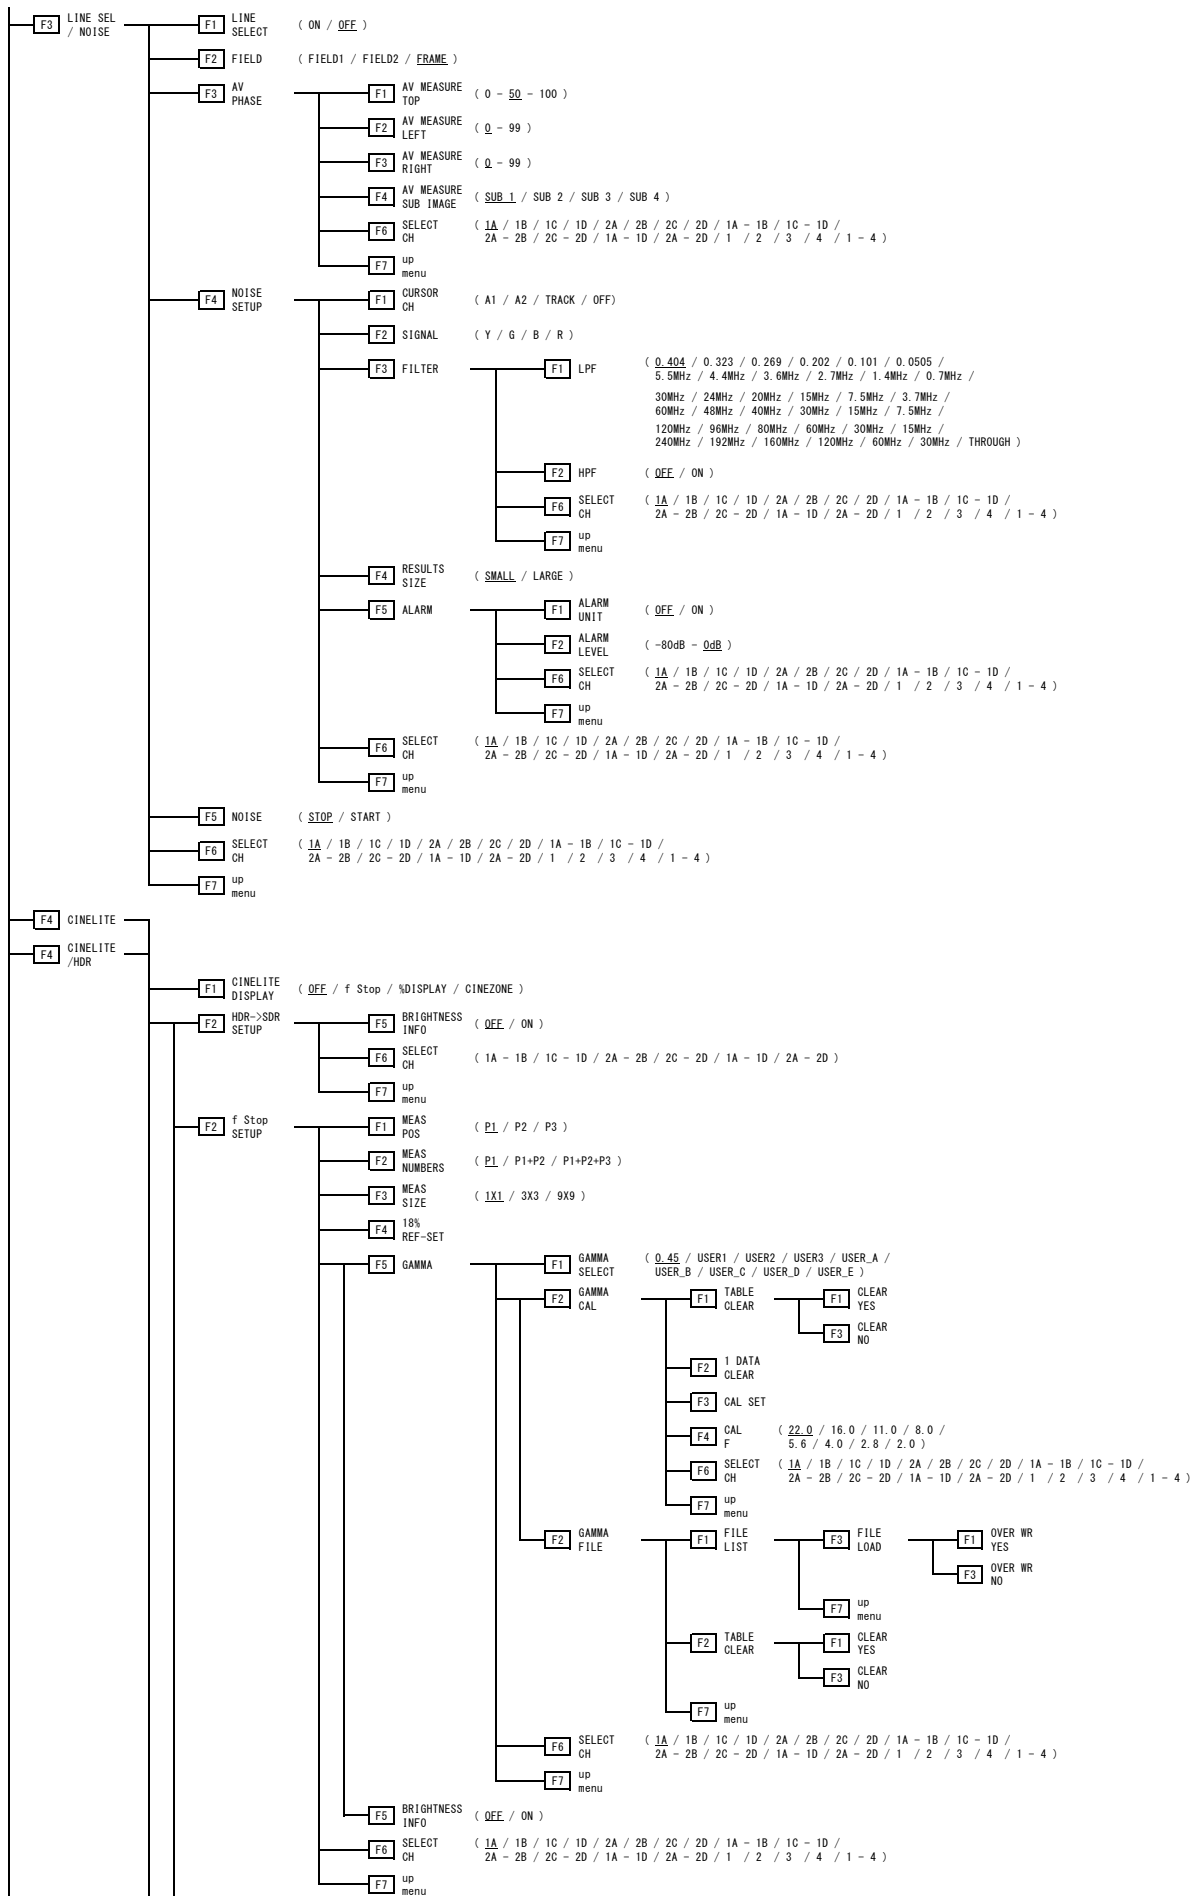 F3 LINE SEL
/ NOISE
F1 LINE
SELECT
( ON / OFF )
F2 FIELD ( FIELD1 / FIELD2 / FRAME )
F3 AV
PHASE
F1 AV MEASURE
TOP
( 0 - 50 - 100 )
F2 AV MEASURE
LEFT
( 0 - 99 )
F3 AV MEASURE
RIGHT
( 0 - 99 )
F4 AV MEASURE
SUB IMAGE
( SUB 1 / SUB 2 / SUB 3 / SUB 4 )
F6 SELECT
CH
( 1A / 1B / 1C / 1D / 2A / 2B / 2C / 2D / 1A - 1B / 1C - 1D /
2A - 2B / 2C - 2D / 1A - 1D / 2A - 2D / 1 / 2 / 3 / 4 / 1 - 4 )
F7 up
menu
F4 NOISE
SETUP
F1 CURSOR
CH
( A1 / A2 / TRACK / OFF)
F2 SIGNAL ( Y / G / B / R )
F3 FILTER
F1 LPF
( 0.404 / 0.323 / 0.269 / 0.202 / 0.101 / 0.0505 /
5.5MHz / 4.4MHz / 3.6MHz / 2.7MHz / 1.4MHz / 0.7MHz /
30MHz / 24MHz / 20MHz / 15MHz / 7.5MHz / 3.7MHz /
60MHz / 48MHz / 40MHz / 30MHz / 15MHz / 7.5MHz /
120MHz / 96MHz / 80MHz / 60MHz / 30MHz / 15MHz /
240MHz / 192MHz / 160MHz / 120MHz / 60MHz / 30MHz / THROUGH )
F2 HPF ( OFF / ON )
F6 SELECT
CH
( 1A / 1B / 1C / 1D / 2A / 2B / 2C / 2D / 1A - 1B / 1C - 1D /
2A - 2B / 2C - 2D / 1A - 1D / 2A - 2D / 1 / 2 / 3 / 4 / 1 - 4 )
F7 up
menu
F4 RESULTS
SIZE
( SMALL / LARGE )
F5 ALARM
F1 ALARM
UNIT
( OFF / ON )
F2 ALARM
LEVEL
( -80dB - 0dB )
F6 SELECT
CH
( 1A / 1B / 1C / 1D / 2A / 2B / 2C / 2D / 1A - 1B / 1C - 1D /
2A - 2B / 2C - 2D / 1A - 1D / 2A - 2D / 1 / 2 / 3 / 4 / 1 - 4 )
F7 up
menu
F6 SELECT
CH
( 1A / 1B / 1C / 1D / 2A / 2B / 2C / 2D / 1A - 1B / 1C - 1D /
2A - 2B / 2C - 2D / 1A - 1D / 2A - 2D / 1 / 2 / 3 / 4 / 1 - 4 )
F7 up
menu
F5 NOISE ( STOP / START )
F6 SELECT
CH
( 1A / 1B / 1C / 1D / 2A / 2B / 2C / 2D / 1A - 1B / 1C - 1D /
2A - 2B / 2C - 2D / 1A - 1D / 2A - 2D / 1 / 2 / 3 / 4 / 1 - 4 )
F7 up
menu
F4 CINELITE
F4 CINELITE
/HDR
F1 CINELITE
DISPLAY
( OFF / f Stop / %DISPLAY / CINEZONE )
F2 HDR->SDR
SETUP
F5 BRIGHTNESS
INFO
( OFF / ON )
F6 SELECT
CH
( 1A - 1B / 1C - 1D / 2A - 2B / 2C - 2D / 1A - 1D / 2A - 2D )
F7 up
menu
F2 f Stop
SETUP
F1 MEAS
POS
( P1 / P2 / P3 )
F2 MEAS
NUMBERS
( P1 / P1+P2 / P1+P2+P3 )
F3 MEAS
SIZE
( 1X1 / 3X3 / 9X9 )
F4 18%
REF-SET
F5 GAMMA
F1 GAMMA
SELECT
( 0.45 / USER1 / USER2 / USER3 / USER_A /
USER_B / USER_C / USER_D / USER_E )
F2 GAMMA
CAL
F1 TABLE
CLEAR
F1 CLEAR
YES
F3 CLEAR
NO
F2 1 DATA
CLEAR
F3 CAL SET
F4 CAL
F
( 22.0 / 16.0 / 11.0 / 8.0 /
5.6 / 4.0 / 2.8 / 2.0 )
F6 SELECT
CH
( 1A / 1B / 1C / 1D / 2A / 2B / 2C / 2D / 1A - 1B / 1C - 1D /
2A - 2B / 2C - 2D / 1A - 1D / 2A - 2D / 1 / 2 / 3 / 4 / 1 - 4 )
F7 up
menu
F2 GAMMA
FILE
F1 FILE
LIST
F3 FILE
LOAD
F1 OVER WR
YES
F3 OVER WR
NO
F7 up
menu
F2 TABLE
CLEAR
F1 CLEAR
YES
F3 CLEAR
NO
F7 up
menu
F6 SELECT
CH
( 1A / 1B / 1C / 1D / 2A / 2B / 2C / 2D / 1A - 1B / 1C - 1D /
2A - 2B / 2C - 2D / 1A - 1D / 2A - 2D / 1 / 2 / 3 / 4 / 1 - 4 )
F7 up
menu
F5 BRIGHTNESS
INFO
( OFF / ON )
F6 SELECT
CH
( 1A / 1B / 1C / 1D / 2A / 2B / 2C / 2D / 1A - 1B / 1C - 1D /
2A - 2B / 2C - 2D / 1A - 1D / 2A - 2D / 1 / 2 / 3 / 4 / 1 - 4 )
F7 up
menu